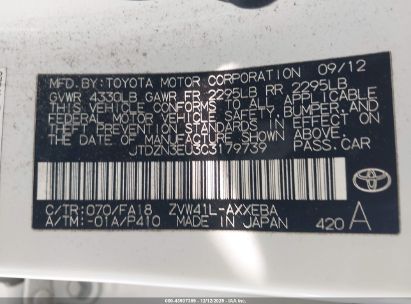 MFD.BY:TOYOTA MOTOR CORPORATION 09/12
GVWR 4330LB GAWR FR 2295LB RR 2295LB
THIS VEHICLE CONFORMS TO ALL APPLICABLE
FEDERAL MOTOR VEHICLE SAFETY, BUMPER, AND
THEFT PREVENTION STANDARDS IN EFFECT ON
THE DATE OF MANUFACTURE SHOWN ABOVE.
JTDZN3EU3C3179739 PASS.CAR
TOYOTA
C/TR:070/FA18 ZVW41L-AXXEBA
A/TM:-01A/P410 MADE IN JAPAN 420 A